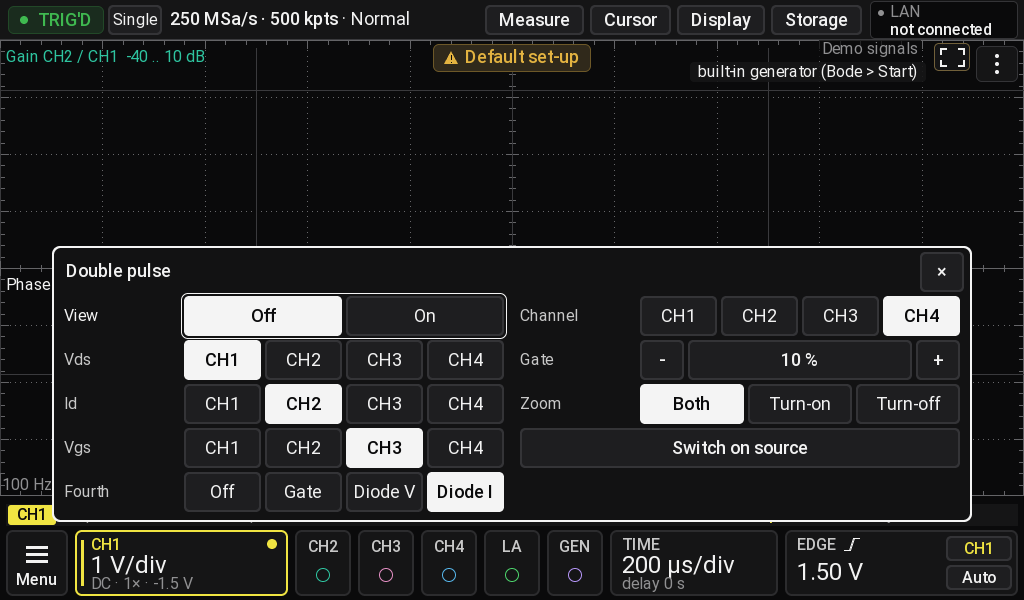 TRIG'D
Single
250 MSa/s · 500 kpts · Normal
Measure
Cursor
Display
Storage
LAN
not connected
Gain CH2 / CH1 -40 .. 10 dB
Default set-up
Demo signals
built-in generator (Bode > Start)
Phase
100 Hz
Double pulse
×
View
Off
On
Channel
CH1
CH2
CH3
CH4
Vds
CH1
CH2
CH3
CH4
Gate
-
10 %
+
Id
CH1
CH2
CH3
CH4
Zoom
Both
Turn-on
Turn-off
Vgs
CH1
CH2
CH3
CH4
Switch on source
Fourth
Off
Gate
Diode V
Diode I
CH1
Menu
CH1
1 V/div
DC · 1× · -1.5 V
CH2
CH3
CH4
LA
GEN
TIME
200 µs/div
delay 0 s
EDGE
1.50 V
CH1
Auto